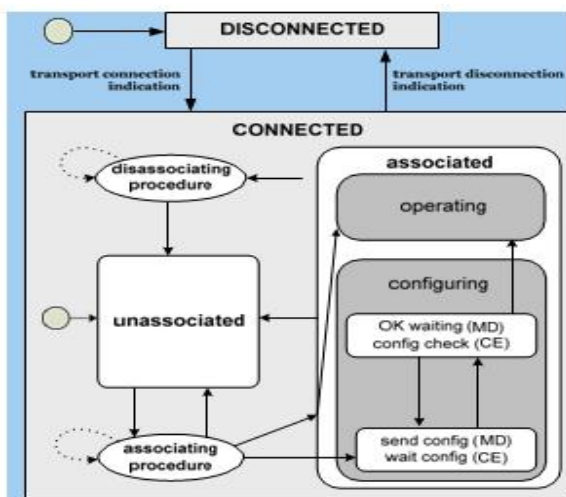 DISCONNECTED
transport connection
indication
transport disconnection
indication
CONNECTED
disassociating
procedure
associated
operating
unassociated
configuring
OK waiting (MD)
config check (CE)
associating
procedure
send config (MD)
wait config (CE)